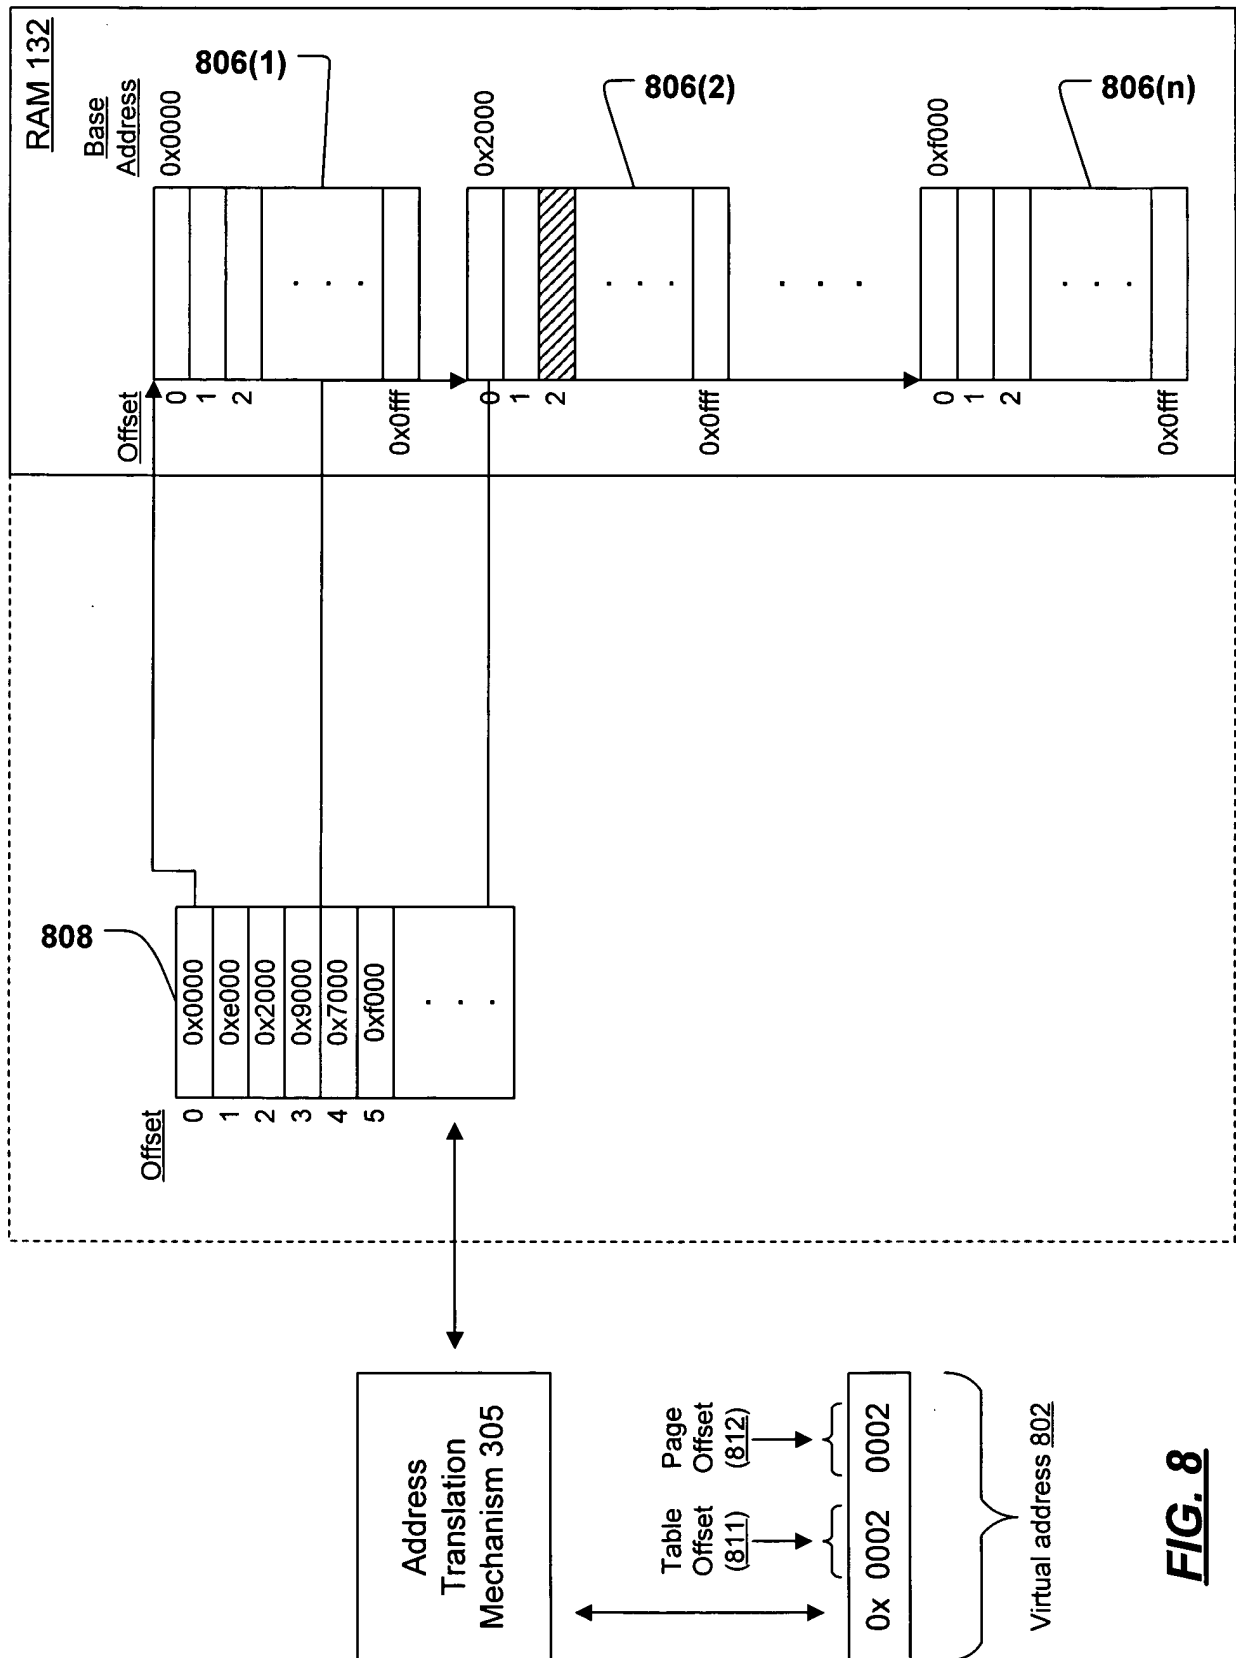 RAM 132
Base
Address
Offset
0x0000
0
1
2
. . .
0x0fff
806(1)
0x2000
0
1
2
. . .
0x0fff
806(2)
. . .
0xf000
0
1
2
. . .
0x0fff
806(n)
808
Offset
0 0x0000
1 0xe000
2 0x2000
3 0x9000
4 0x7000
5 0xf000
. . .
Address
Translation
Mechanism 305
Table
Offset
(811)
Page
Offset
(812)
0x 0002 0002
Virtual address 802
FIG. 8